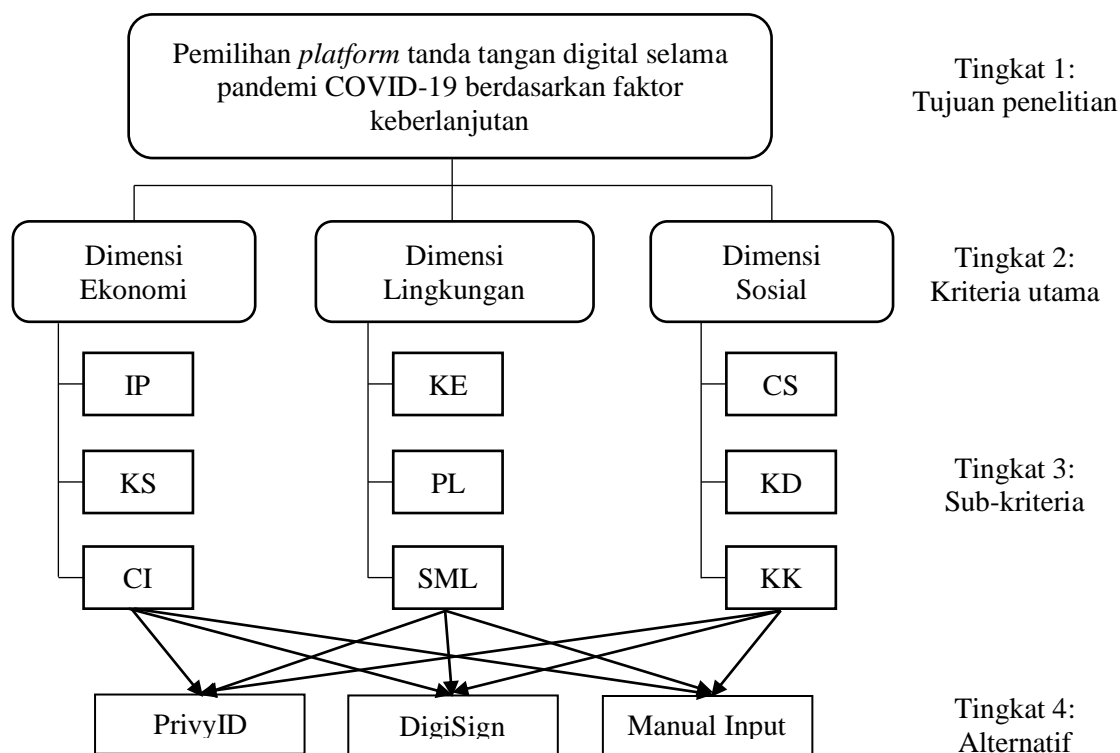 Pemilihan platform tanda tangan digital selama
pandemi COVID-19 berdasarkan faktor
keberlanjutan
Tingkat 1:
Tujuan penelitian
Dimensi
Ekonomi
Dimensi
Lingkungan
Dimensi
Sosial
Tingkat 2:
Kriteria utama
IP
KE
CS
KS
PL
KD
Tingkat 3:
Sub-kriteria
CI
SML
KK
PrivyID
DigiSign
Manual Input
Tingkat 4:
Alternatif